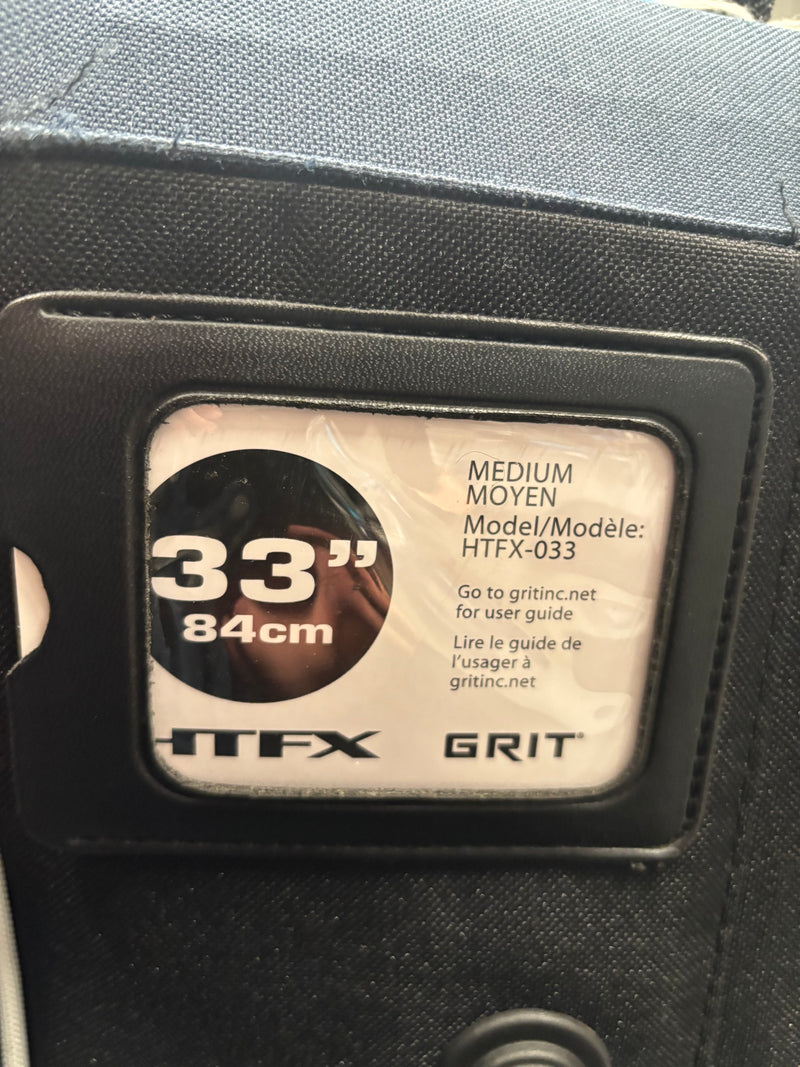 33”
84cm
HTFX
MEDIUM
MOYEN
Model/Modèle:
HTFX-033
Go to gritinc.net
for user guide
Lire le guide de
l’usager à
gritinc.net
GRIT®